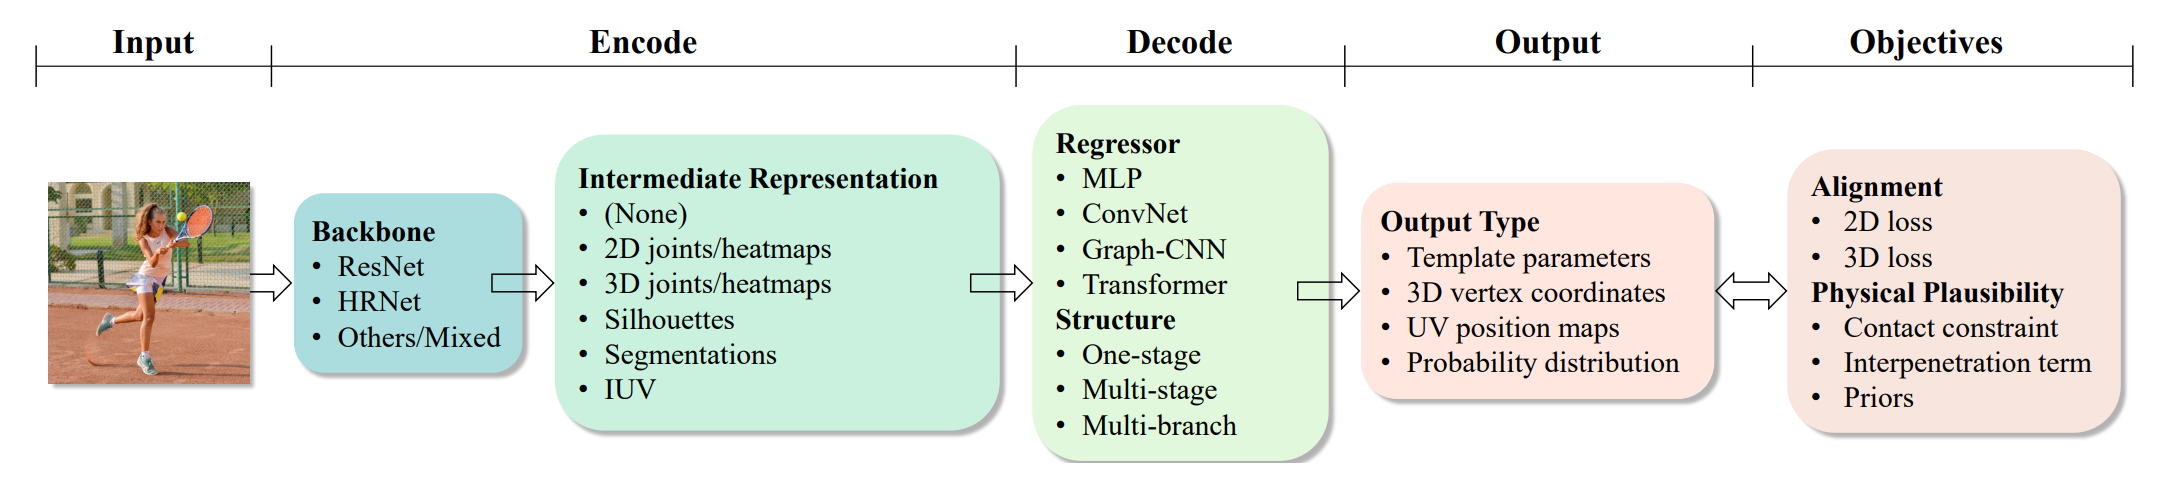 Input
Encode
Decode
Output
Objectives
Backbone
• ResNet
• HRNet
• Others/Mixed
Intermediate Representation
• (None)
• 2D joints/heatmaps
• 3D joints/heatmaps
• Silhouettes
• Segmentations
• IUV
Regressor
• MLP
• ConvNet
• Graph-CNN
• Transformer
Structure
• One-stage
• Multi-stage
• Multi-branch
Output Type
• Template parameters
• 3D vertex coordinates
• UV position maps
• Probability distribution
Alignment
• 2D loss
• 3D loss
Physical Plausibility
• Contact constraint
• Interpenetration term
• Priors